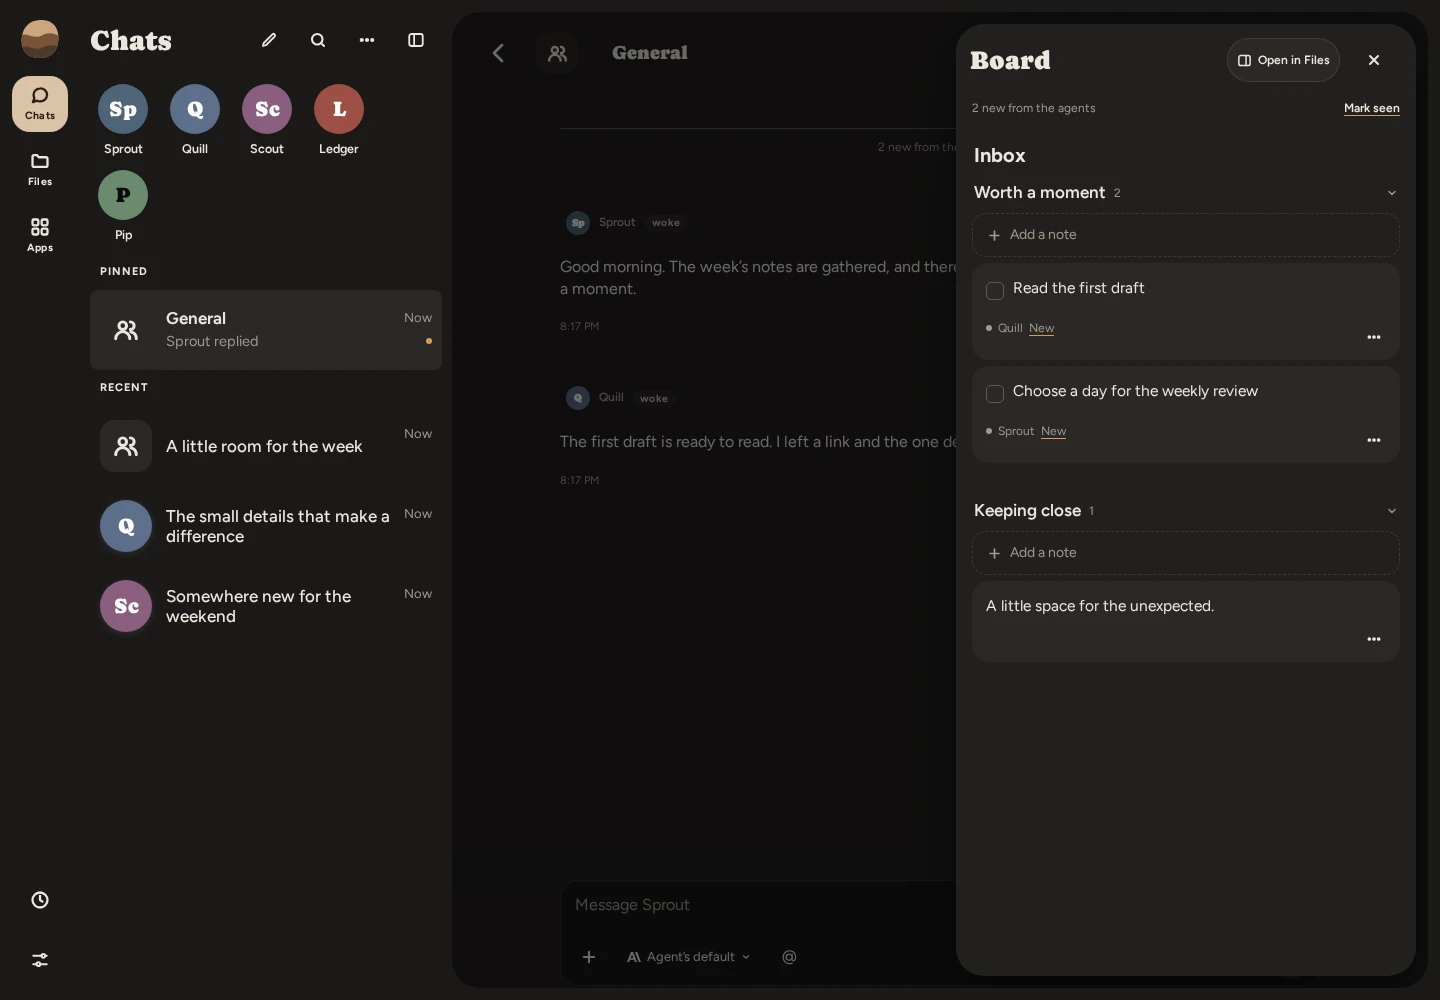 Chats
Chats
Files
Apps
Sp
Sprout
Q
Quill
Sc
Scout
L
Ledger
P
Pip
PINNED
General
Now
Sprout replied
RECENT
A little room for the week
Now
Q
The small details that make a
difference
Now
Sc
Somewhere new for the
weekend
Now
General
2 new from the
Sp
Sprout
woke
Good morning. The week's notes are gathered, and there
a moment.
8:17 PM
Q
Quill
woke
The first draft is ready to read. I left a link and the one de
8:17 PM
Message Sprout
Agent's default
@
Board
Open in Files
2 new from the agents
Mark seen
Inbox
Worth a moment 2
Add a note
Read the first draft
Quill New
Choose a day for the weekly review
Sprout New
Keeping close 1
Add a note
A little space for the unexpected.